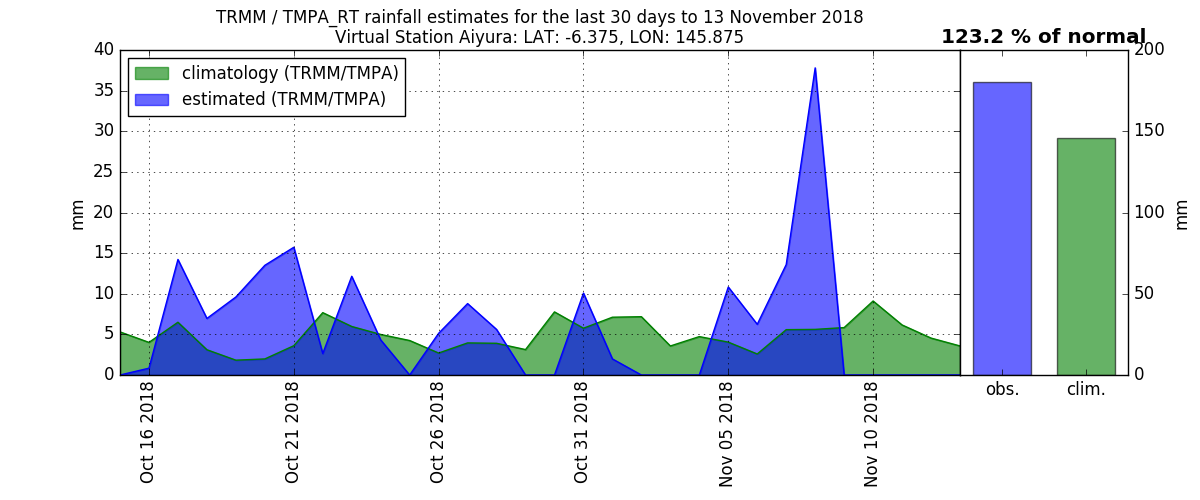 TRMM / TMPA_RT rainfall estimates for the last 30 days to 13 November 2018
Virtual Station Aiyura: LAT: -6.375, LON: 145.875
123.2 % of normal
climatology (TRMM/TMPA)
estimated (TRMM/TMPA)
40
35
30
25
20
15
10
5
0
mm
Oct 16 2018
Oct 21 2018
Oct 26 2018
Oct 31 2018
Nov 05 2018
Nov 10 2018
200
150
100
50
0
mm
obs.
clim.